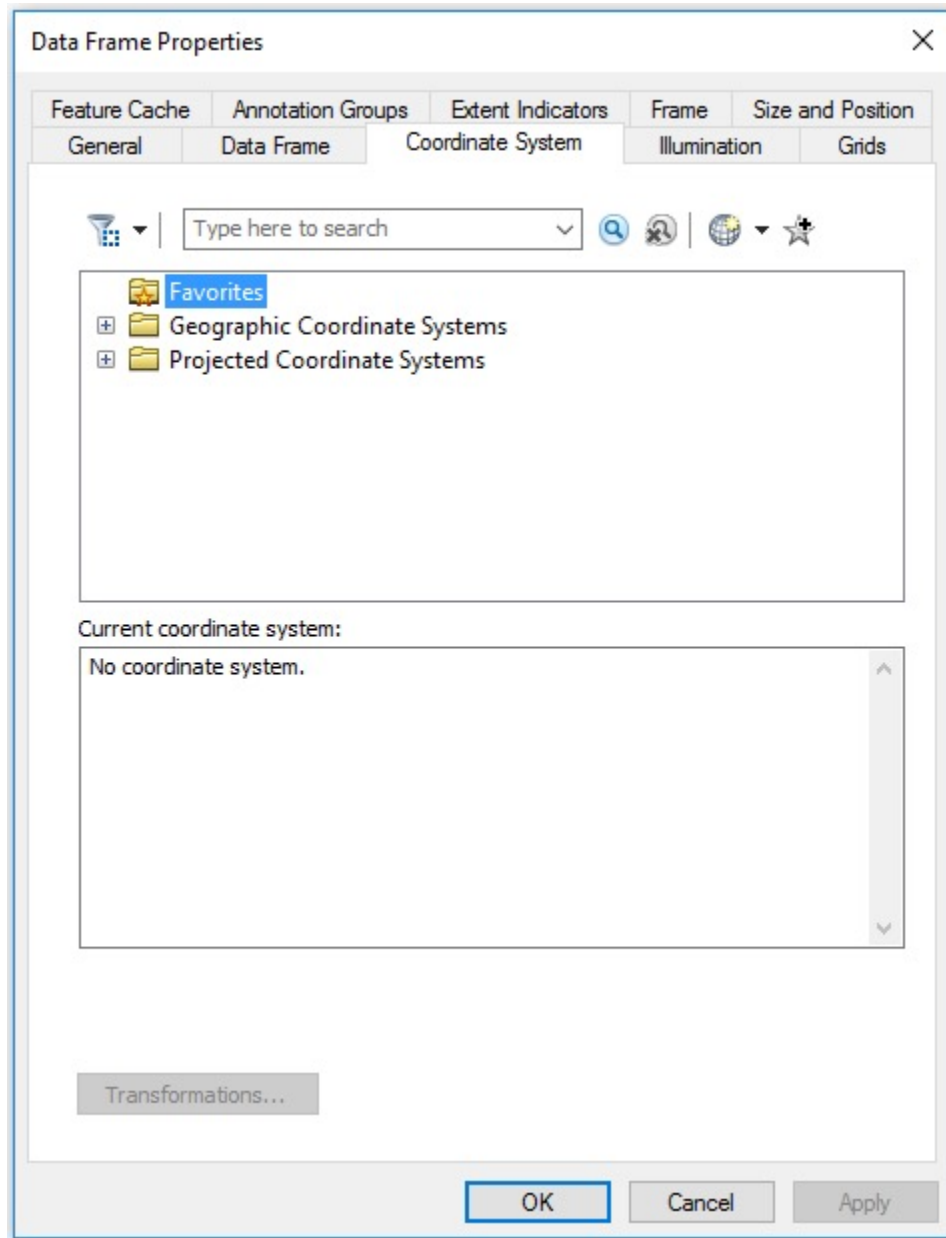 Data Frame Properties
Feature Cache Annotation Groups Extent Indicators Frame Size and Position
General Data Frame Coordinate System Illumination Grids
Type here to search
Favorites
Geographic Coordinate Systems
Projected Coordinate Systems
Current coordinate system:
No coordinate system.
Transformations...
OK Cancel Apply